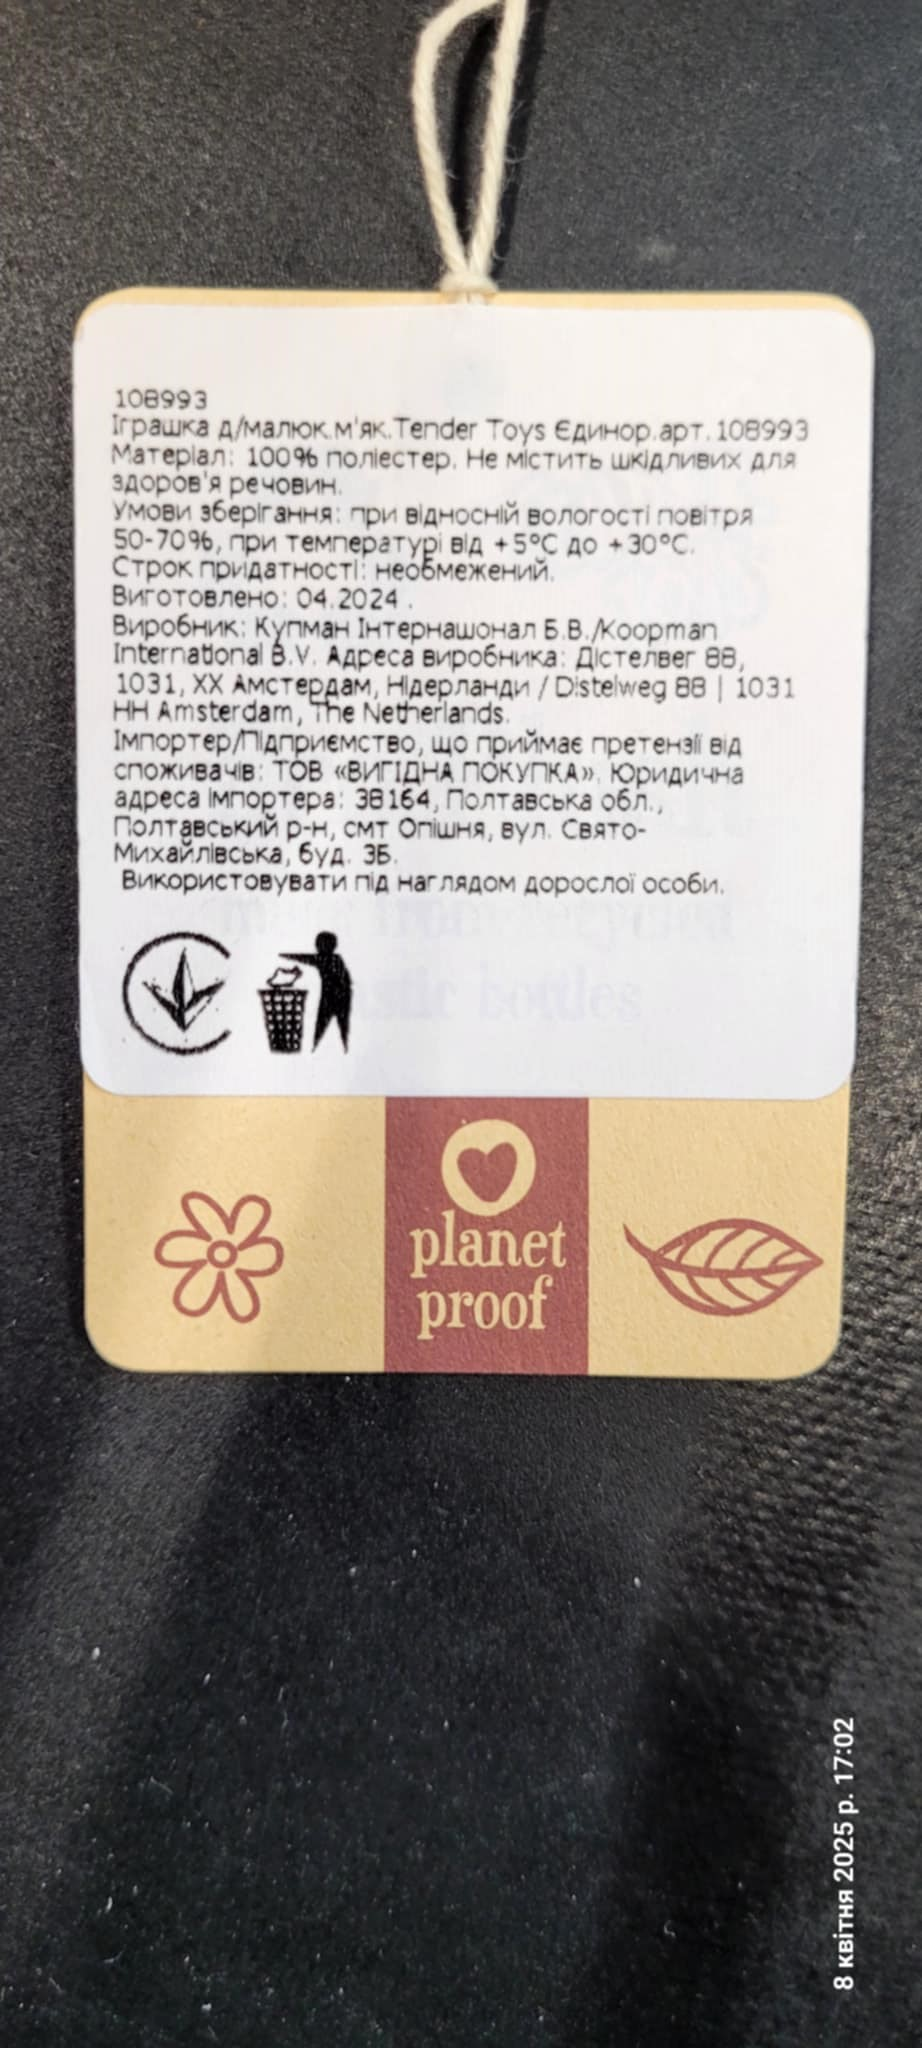 108993
Іграшка д/малюк.м'як.Tender Toys Єдинор.арт.108993
Матеріал: 100% поліестер. Не містить шкідливих для
здоров'я речовин.
Умови зберігання: при відносній вологості повітря
50-70%, при температурі від +5°C до +30°C.
Строк придатності: необмежений.
Виготовлено: 04.2024 .
Виробник: Купман Інтернашонал Б.В./Koopman
International B.V. Адреса виробника: Дістелвег 88,
1031, XX Амстердам, Нідерланди / Distelweg 88 | 1031
HH Amsterdam, The Netherlands.
Імпортер/Підприємство, що приймає претензії від
споживачів: ТОВ «ВИГІДНА ПОКУПКА». Юридична
адреса імпортера: 38164, Полтавська обл.,
Полтавський р-н, смт Опішня, вул. Свято-
Михайлівська, буд. 3Б.
Використовувати під наглядом дорослої особи.
bottles
planet
proof
8 квітня 2025 р. 17:02